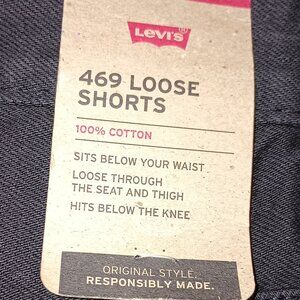 Levi's
469 LOOSE
SHORTS
100% COTTON
SITS BELOW YOUR WAIST
LOOSE THROUGH
THE SEAT AND THIGH
HITS BELOW THE KNEE
ORIGINAL STYLE.
RESPONSIBLY MADE.